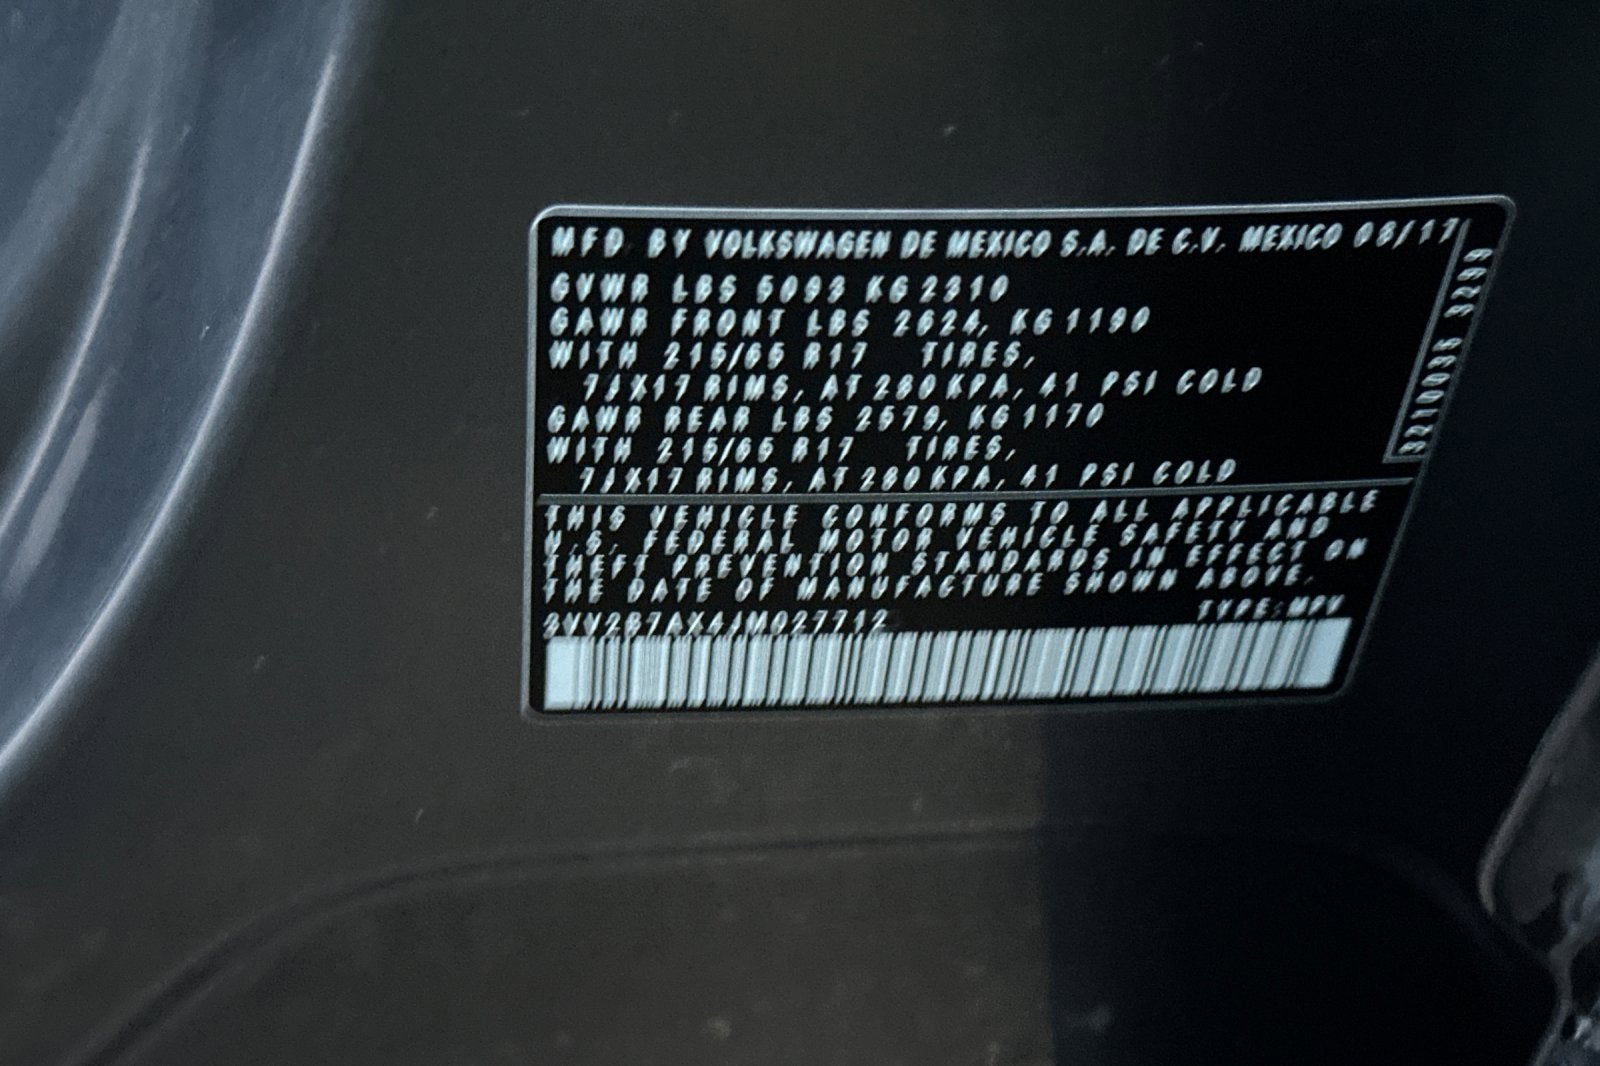 MFD BY VOLKSWAGEN DE MEXICO S.A. DE C.V. MEXICO 08/17
GVWR LBS 5093 KG 2310
GAWR FRONT LBS 2624, KG 1190
WITH 215/65 R17 TIRES,
7JX17 RIMS, AT 280 KPA, 41 PSI COLD
GAWR REAR LBS 2579, KG 1170
WITH 215/65 R17 TIRES,
7JX17 RIMS, AT 280 KPA, 41 PSI COLD
THIS VEHICLE CONFORMS TO ALL APPLICABLE
U.S. FEDERAL MOTOR VEHICLE SAFETY AND
THEFT PREVENTION STANDARDS IN EFFECT ON
THE DATE OF MANUFACTURE SHOWN ABOVE.
3VV2B7AX4JM027712 TYPE:MPV
3210035 3299